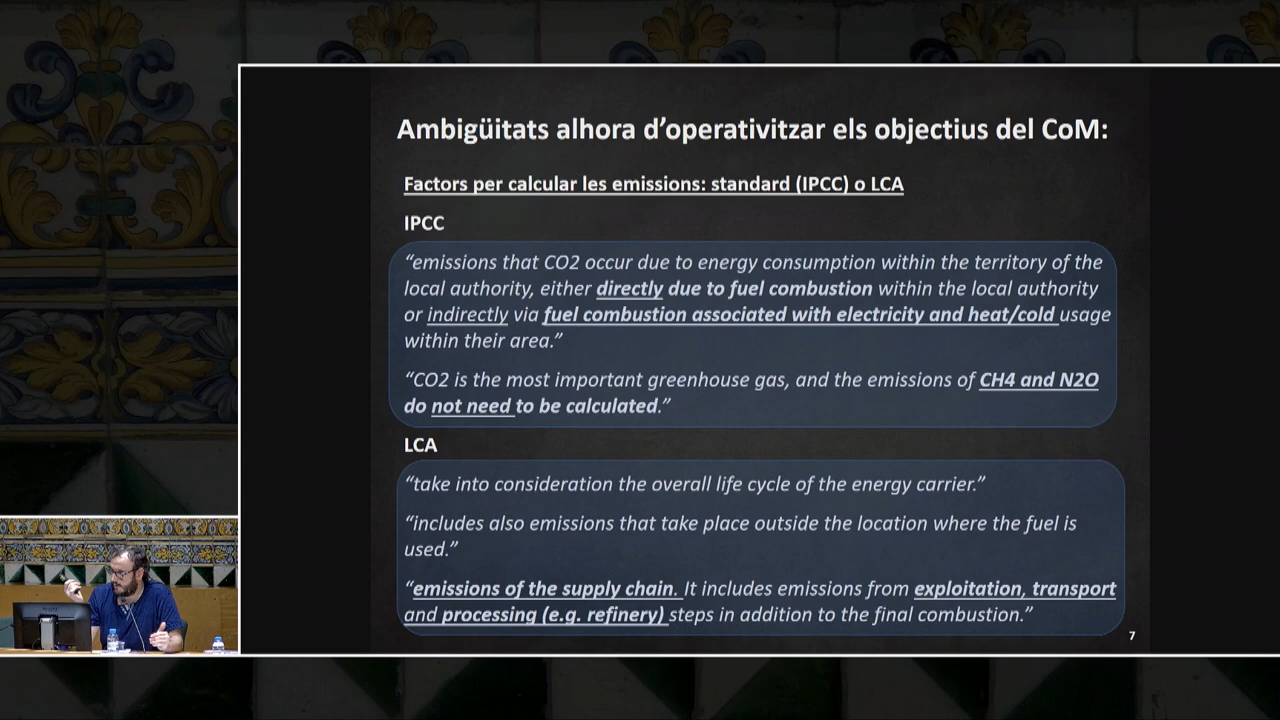 Ambigüitats alhora d’operativitzar els objectius del CoM:
Factors per calcular les emissions: standard (IPCC) o LCA
IPCC
“emissions that CO2 occur due to energy consumption within the territory of the
local authority, either directly due to fuel combustion within the local authority
or indirectly via fuel combustion associated with electricity and heat/cold usage
within their area.”
“CO2 is the most important greenhouse gas, and the emissions of CH4 and N2O
do not need to be calculated.”
LCA
“take into consideration the overall life cycle of the energy carrier.”
“includes also emissions that take place outside the location where the fuel is
used.”
“emissions of the supply chain. It includes emissions from exploitation, transport
and processing (e.g. refinery) steps in addition to the final combustion.”
7